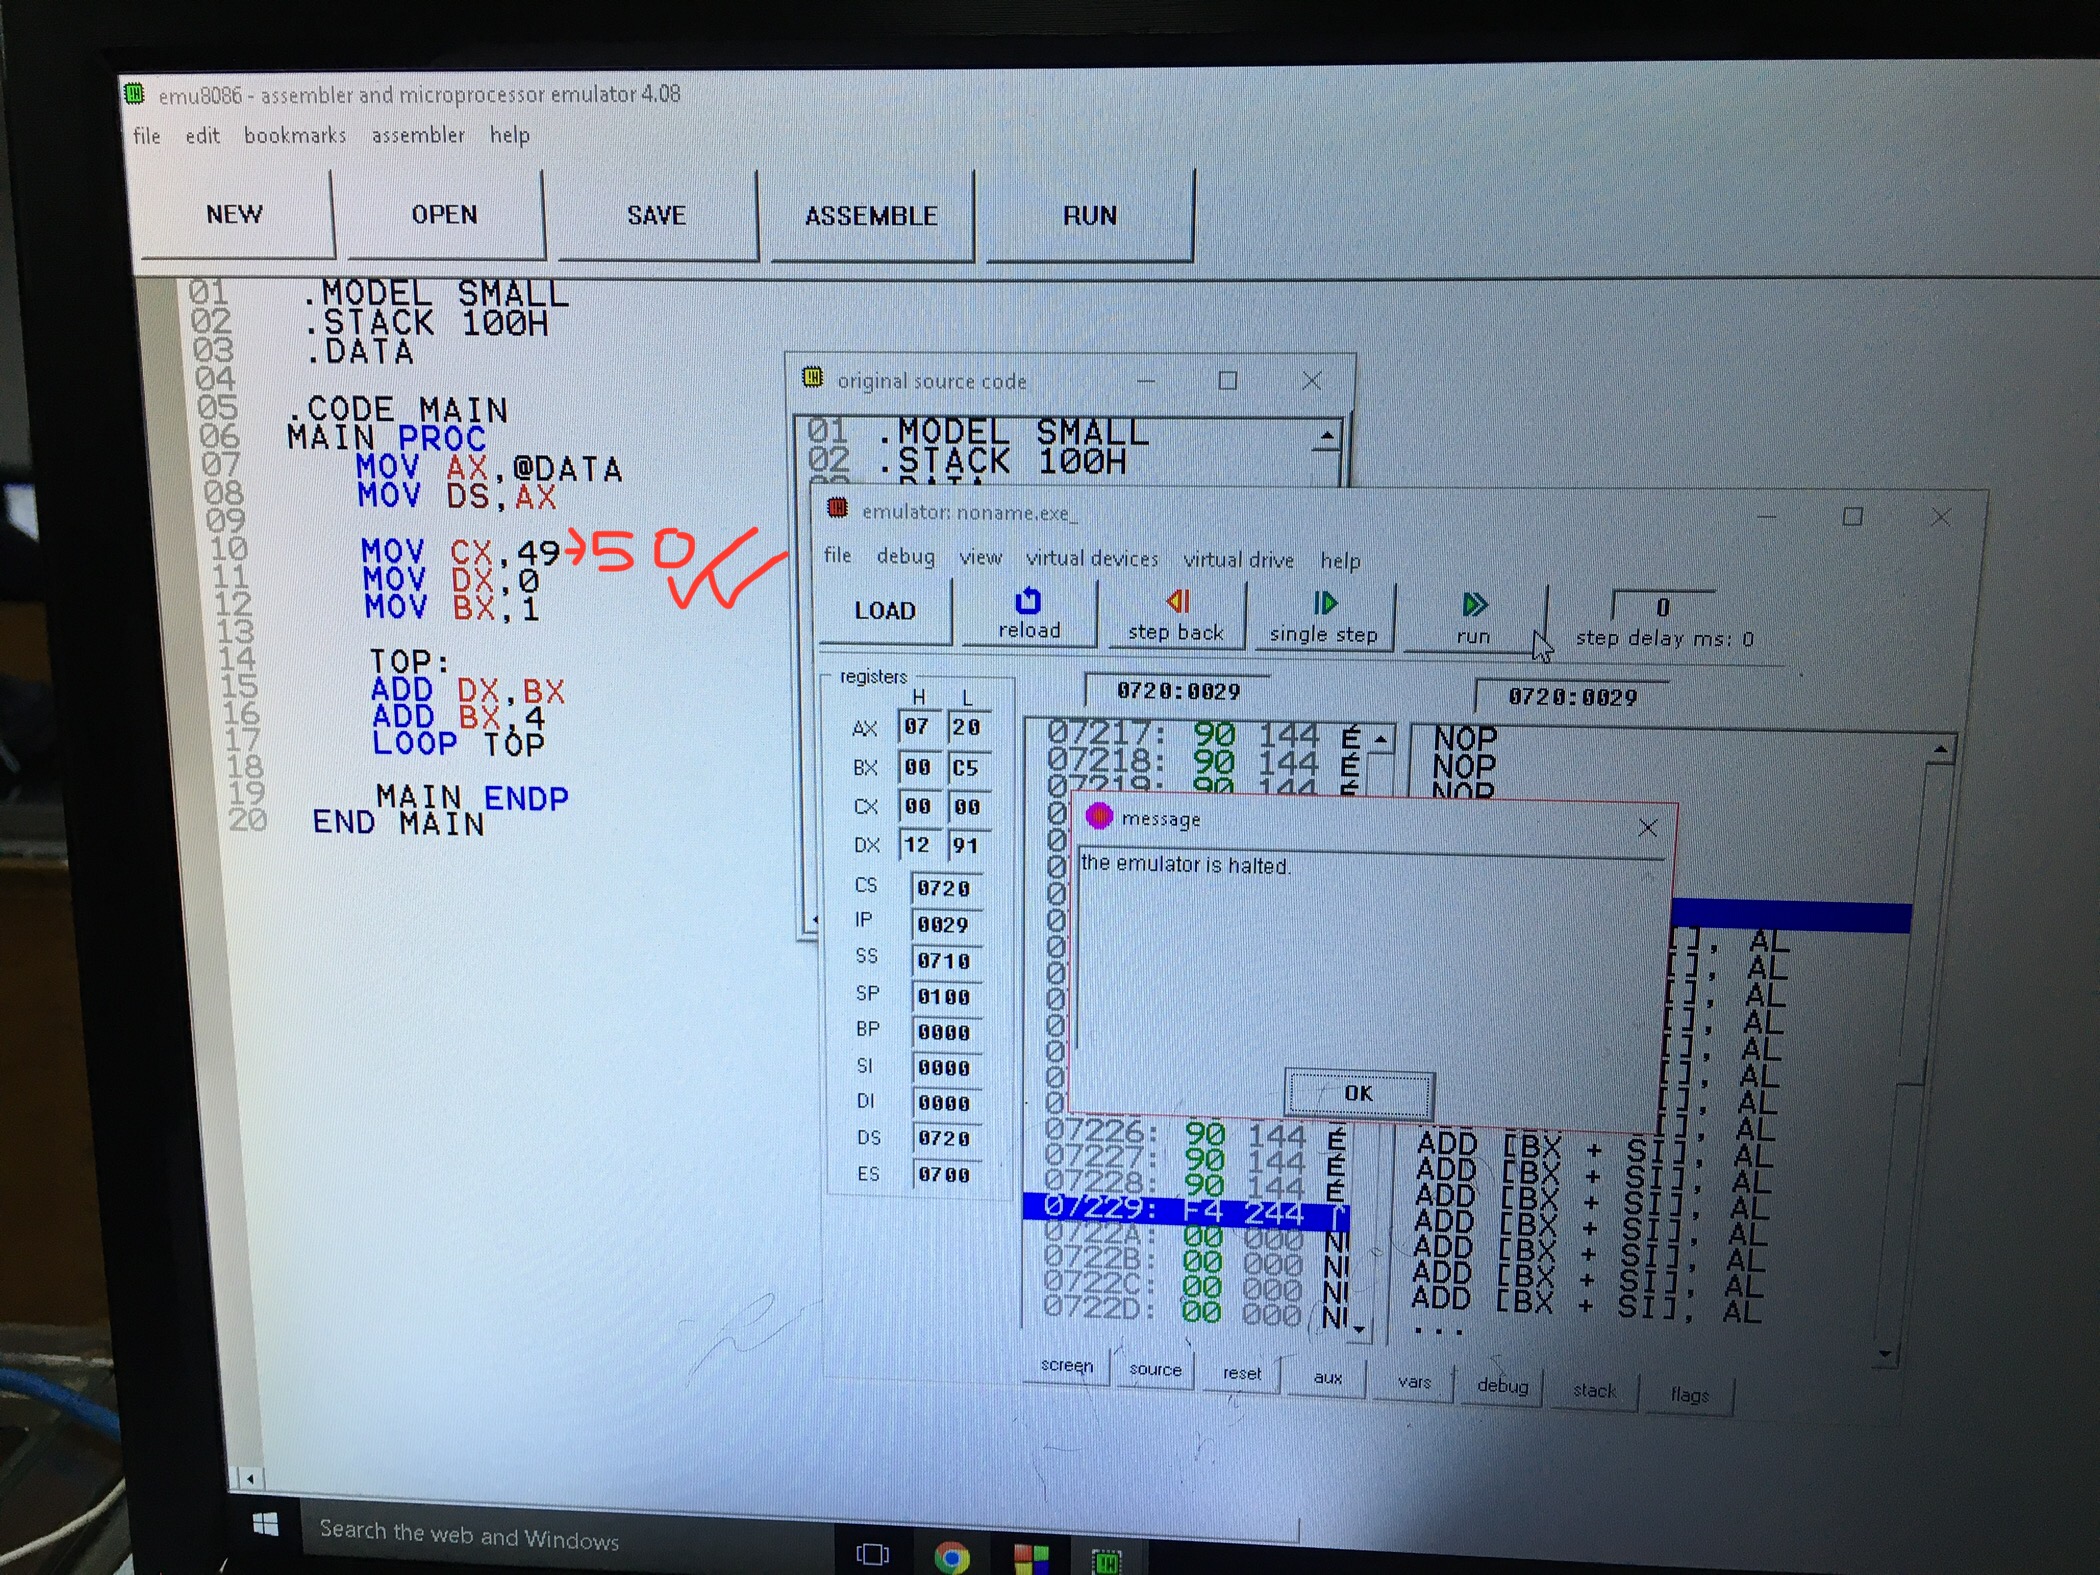 emu8086 - assembler and microprocessor emulator 4.08
file edit bookmarks assembler help
NEW OPEN SAVE ASSEMBLE RUN
01 .MODEL SMALL
02 .STACK 100H
03 .DATA
04
05 .CODE MAIN
06 MAIN PROC
07 MOV AX,@DATA
08 MOV DS,AX
09
10 MOV CX,49→50
11 MOV DX,0
12 MOV BX,1
13
14 TOP:
15 ADD DX,BX
16 ADD BX,4
17 LOOP TOP
18
19 MAIN ENDP
20 END MAIN
original source code
01 .MODEL SMALL
02 .STACK 100H
emulator: noname.exe_
file debug view virtual devices virtual drive help
LOAD reload step back single step run 0
step delay ms: 0
registers
H L
0720:0029 0720:0029
AX 07 20
BX 00 C5
CX 00 00
DX 12 91
CS 0720
IP 0029
SS 0710
SP 0100
BP 0000
SI 0000
DI 0000
DS 0720
ES 0700
07217: 90 144 É NOP
07218: 90 144 É NOP
07219: 90 144 É NOP
message
the emulator is halted.
OK
], AL
], AL
], AL
], AL
], AL
], AL
], AL
07226: 90 144 É ADD [BX + SI], AL
07227: 90 144 É ADD [BX + SI], AL
07228: 90 144 É ADD [BX + SI], AL
07229: F4 244 ADD [BX + SI], AL
0722A: 00 000 ADD [BX + SI], AL
0722B: 00 000 ADD [BX + SI], AL
0722C: 00 000 ADD [BX + SI], AL
0722D: 00 000 ...
screen source reset aux vars debug stack flags
Search the web and Windows